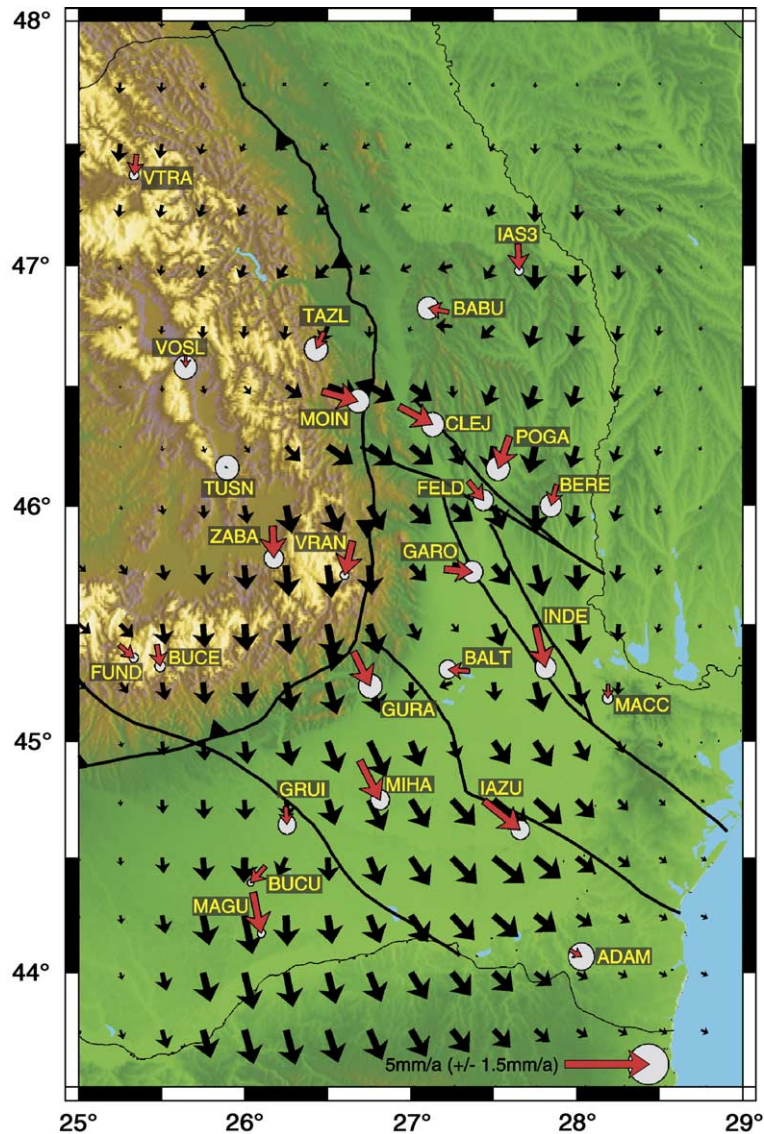 48°
VTRA
IAS3
47°
BABU
TAZL
VOSL
MOIN
CLEJ
POGA
TUSN
FELD
BERE
46°
ZABA
VRAN
GARO
INDE
FUND
BUCE
BALT
GURA
MACC
45°
GRUI
MIHA
IAZU
BUCU
MAGU
ADAM
44°
5mm/a (+/- 1.5mm/a)
25°
26°
27°
28°
29°